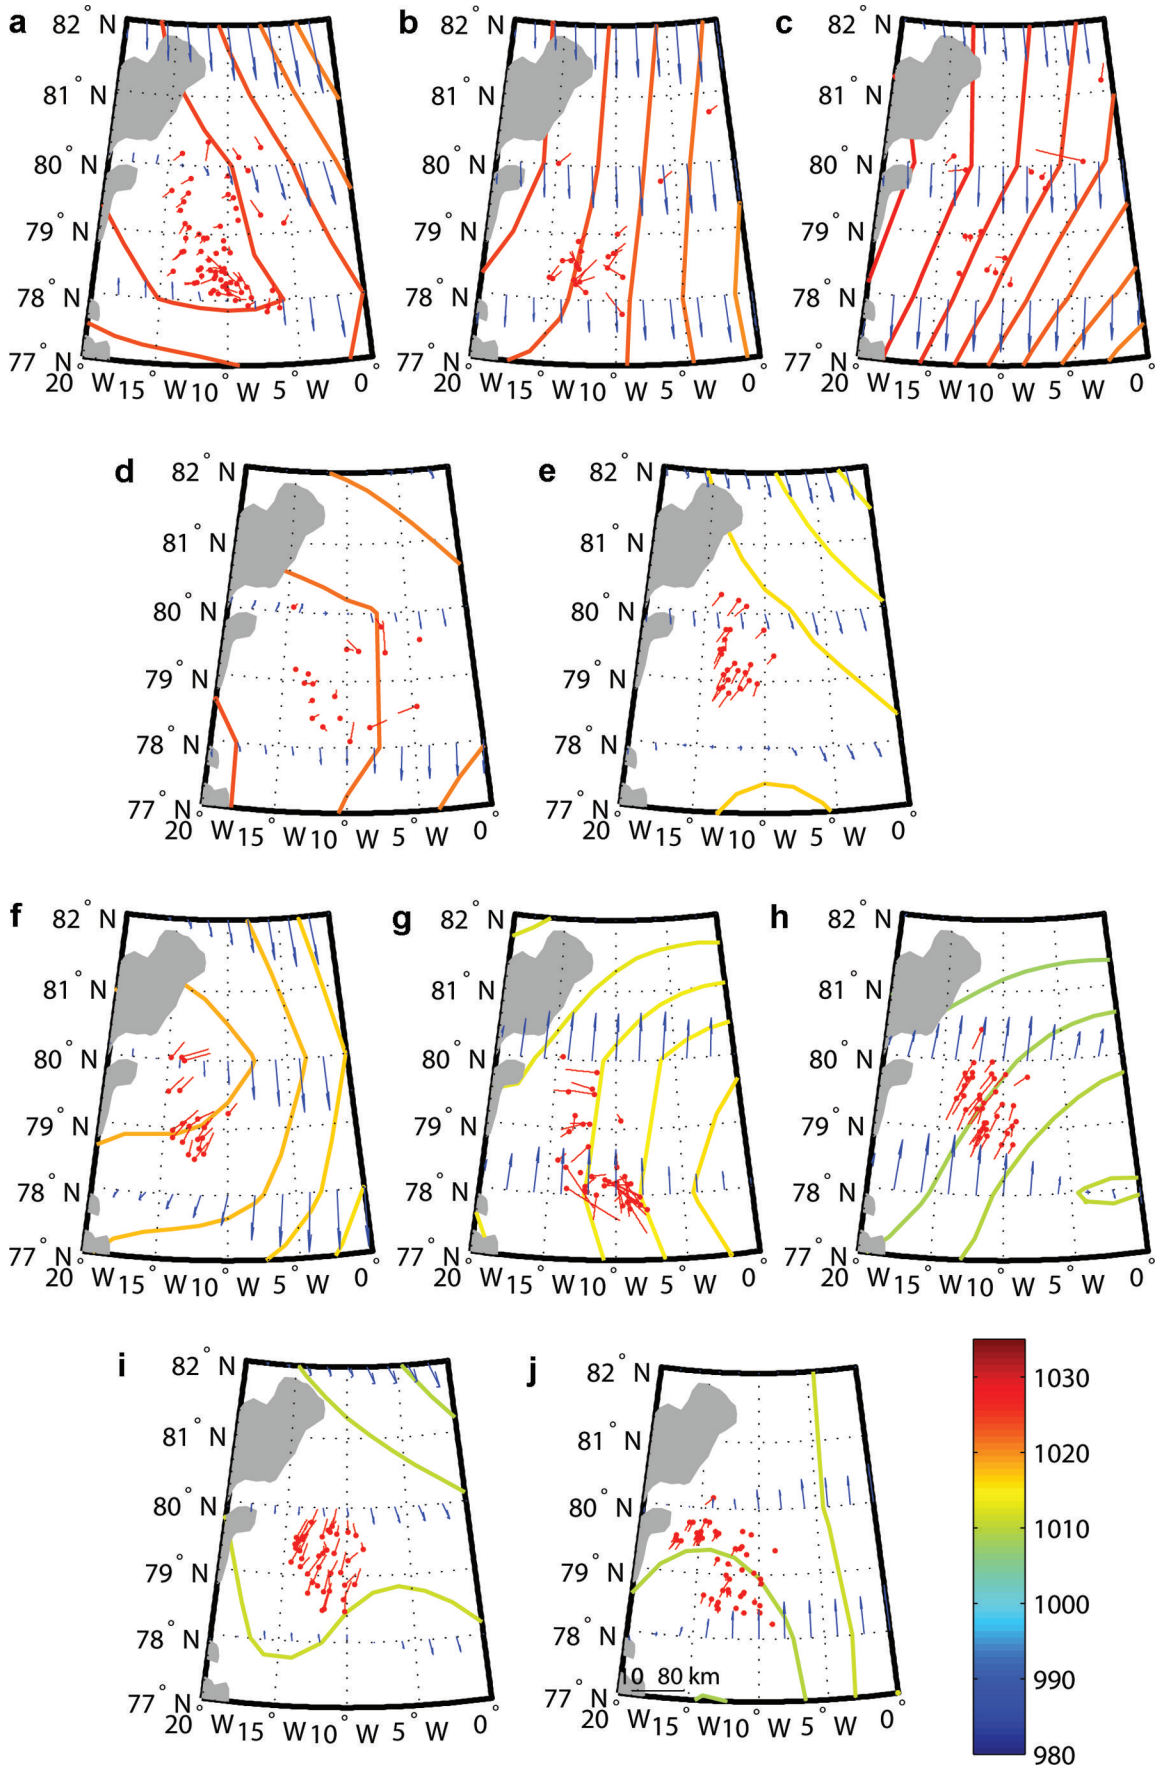 a 82° N b 82° N c 82° N
81° N 81° N 81° N
80° N 80° N 80° N
79° N 79° N 79° N
78° N 78° N 78° N
77° N 77° N 77° N
20° W 15° W 10° W 5° W 0° 20° W 15° W 10° W 5° W 0° 20° W 15° W 10° W 5° W 0°
d 82° N e 82° N
81° N 81° N
80° N 80° N
79° N 79° N
78° N 78° N
77° N 77° N
20° W 15° W 10° W 5° W 0° 20° W 15° W 10° W 5° W 0°
f 82° N g 82° N h 82° N
81° N 81° N 81° N
80° N 80° N 80° N
79° N 79° N 79° N
78° N 78° N 78° N
77° N 77° N 77° N
20° W 15° W 10° W 5° W 0° 20° W 15° W 10° W 5° W 0° 20° W 15° W 10° W 5° W 0°
i 82° N j 82° N
81° N 81° N
80° N 80° N
79° N 79° N
78° N 78° N
0 80 km
77° N 77° N
20° W 15° W 10° W 5° W 0° 20° W 15° W 10° W 5° W 0°
1030
1020
1010
1000
990
980